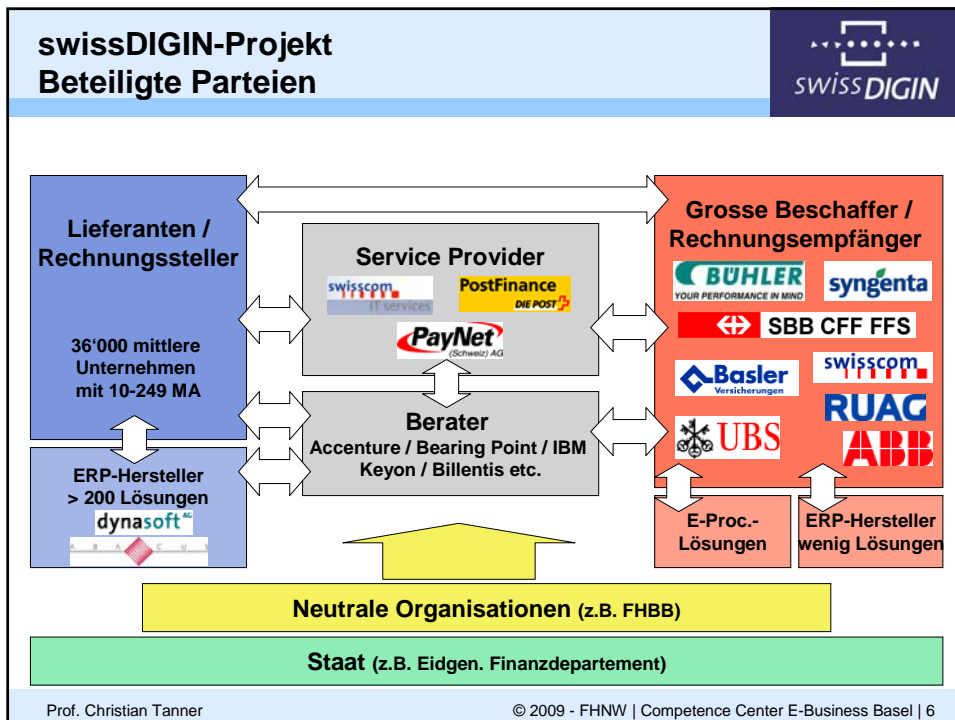 swissDIGIN-Projekt
Beteiligte Parteien
swissDIGIN
Lieferanten /
Rechnungssteller
36‘000 mittlere
Unternehmen
mit 10-249 MA
ERP-Hersteller
> 200 Lösungen
dynasoft AG
ABACUS
Service Provider
swisscom
IT services
PostFinance
DIE POST
PayNet
(Schweiz) AG
Berater
Accenture / Bearing Point / IBM
Keyon / Billentis etc.
Grosse Beschaffer /
Rechnungsempfänger
BÜHLER
YOUR PERFORMANCE IN MIND
syngenta
SBB CFF FFS
Basler
Versicherungen
swisscom
RUAG
UBS
ABB
E-Proc.-
Lösungen
ERP-Hersteller
wenig Lösungen
Neutrale Organisationen (z.B. FHBB)
Staat (z.B. Eidgen. Finanzdepartement)
Prof. Christian Tanner
© 2009 - FHNW | Competence Center E-Business Basel | 6